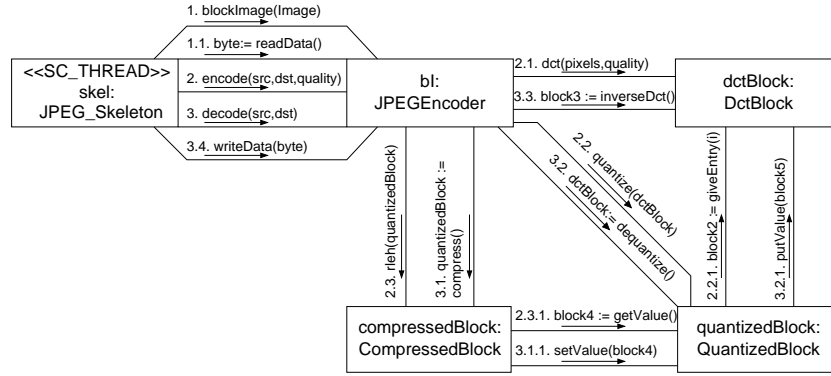 1. blockImage(Image)
1.1. byte:= readData()
<<SC_THREAD>>
skel:
JPEG_Skeleton
2. encode(src,dst,quality)
3. decode(src,dst)
3.4. writeData(byte)
bI:
JPEGEncoder
2.1. dct(pixels,quality)
3.3. block3 := inverseDct()
dctBlock:
DctBlock
2.2. quantize(dctBlock)
3.2. dctBlock:= dequantize()
2.3. rleh(quantizedBlock)
3.1. quantizedBlock :=
compress()
2.2.1. block2 := giveEntry(i)
3.2.1. putValue(block5)
compressedBlock:
CompressedBlock
2.3.1. block4 := getValue()
3.1.1. setValue(block4)
quantizedBlock:
QuantizedBlock